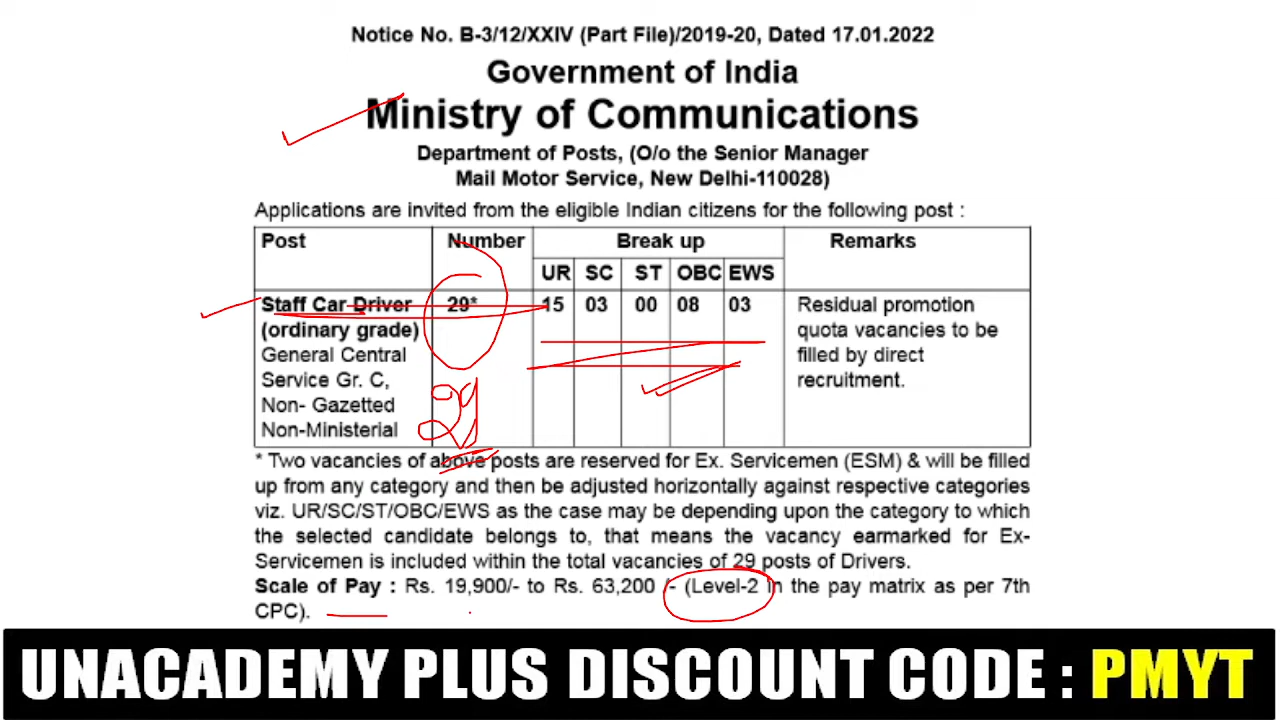 Notice No. B-3/12/XXIV (Part File)/2019-20, Dated 17.01.2022
Government of India
Ministry of Communications
Department of Posts, (O/o the Senior Manager
Mail Motor Service, New Delhi-110028)
Applications are invited from the eligible Indian citizens for the following post :
Post Number Break up Remarks
UR SC ST OBC EWS
Staff Car Driver 29* 15 03 00 08 03 Residual promotion
(ordinary grade) quota vacancies to be
General Central filled by direct
Service Gr. C, recruitment.
Non- Gazetted
Non-Ministerial
29
* Two vacancies of above posts are reserved for Ex. Servicemen (ESM) & will be filled
up from any category and then be adjusted horizontally against respective categories
viz. UR/SC/ST/OBC/EWS as the case may be depending upon the category to which
the selected candidate belongs to, that means the vacancy earmarked for Ex-
Servicemen is included within the total vacancies of 29 posts of Drivers.
Scale of Pay : Rs. 19,900/- to Rs. 63,200 /- (Level-2 in the pay matrix as per 7th
CPC).
UNACADEMY PLUS DISCOUNT CODE : PMYT